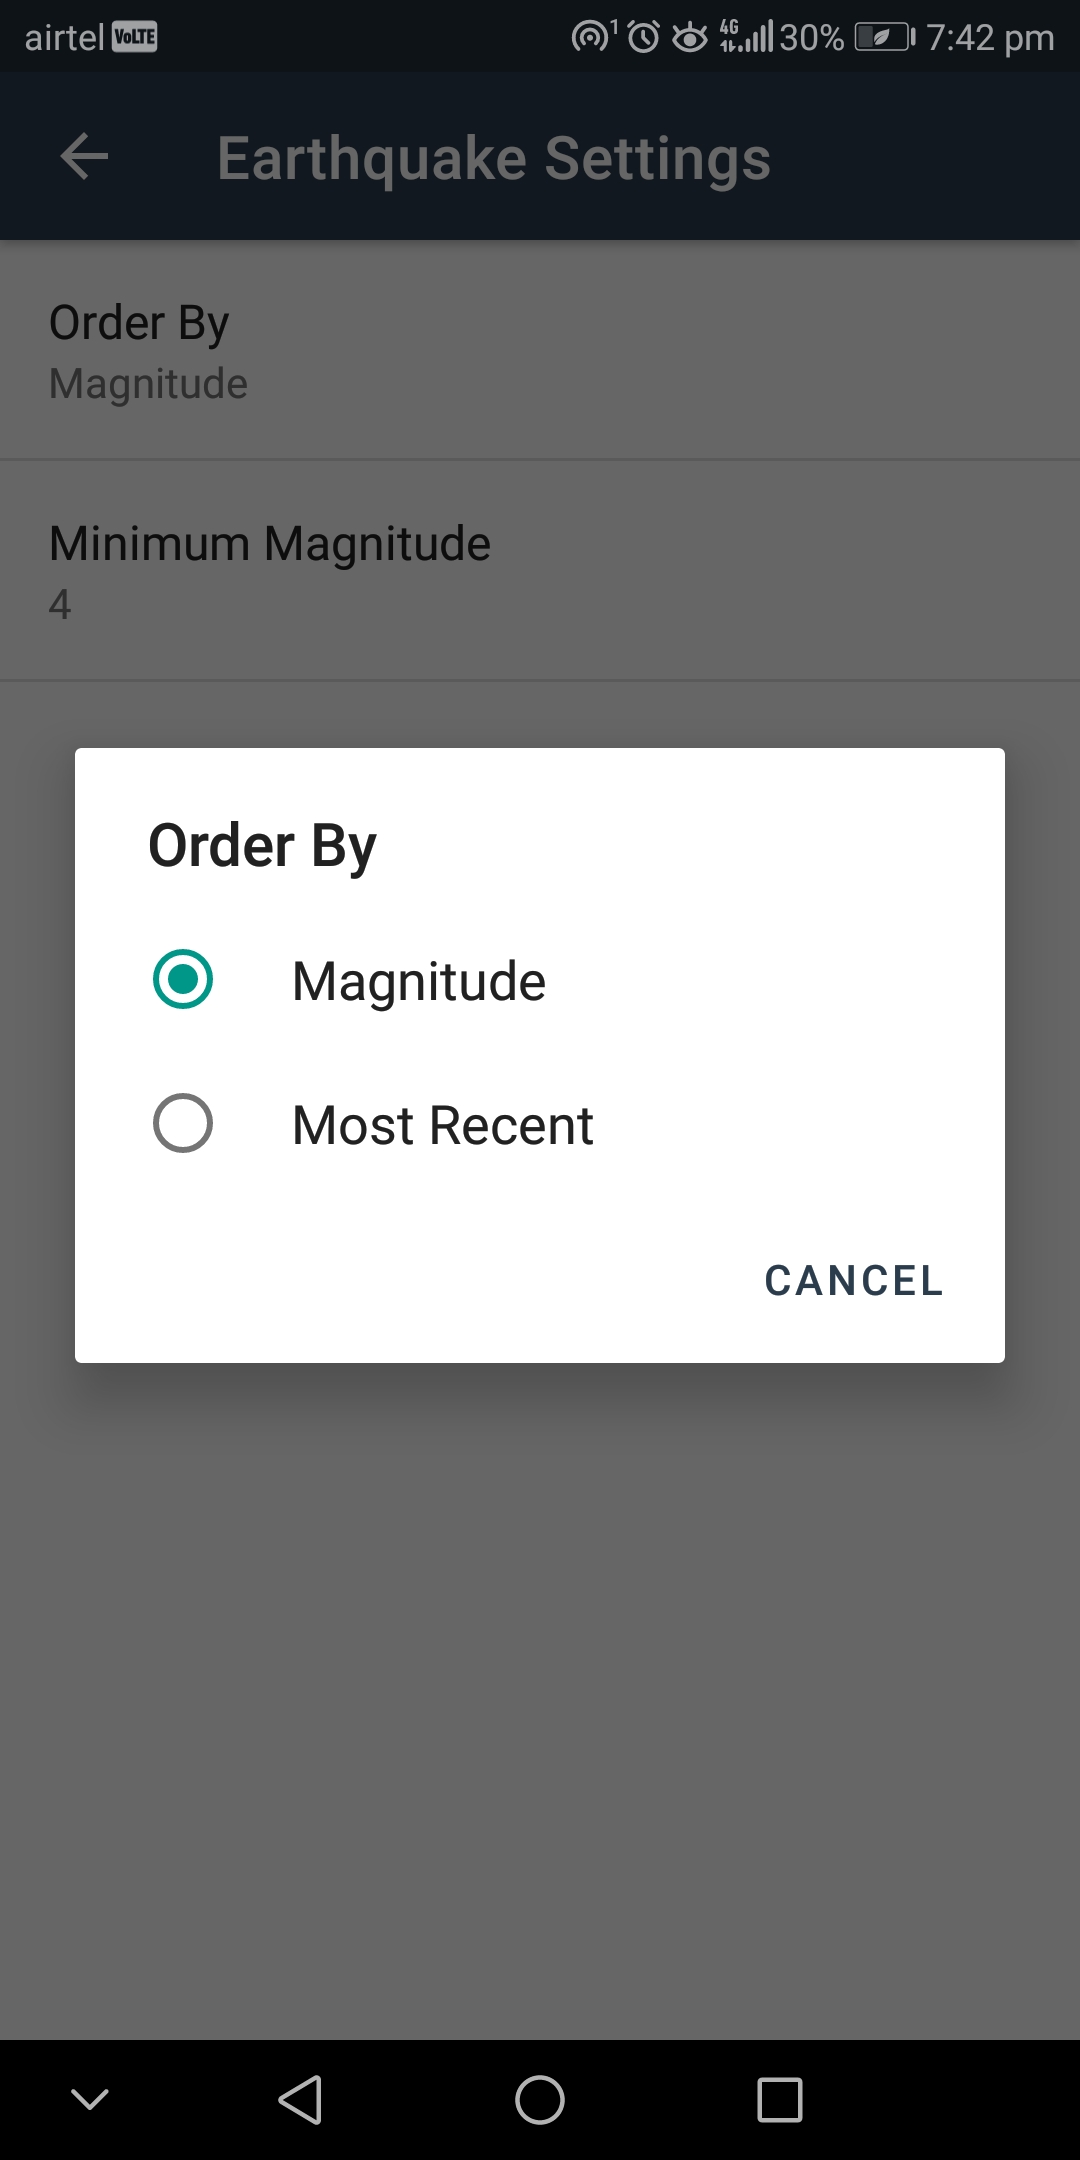 airtel VoLTE 1 4G 30% 7:42 pm
Earthquake Settings
Order By
Magnitude
Minimum Magnitude
4
Order By
Magnitude
Most Recent
CANCEL